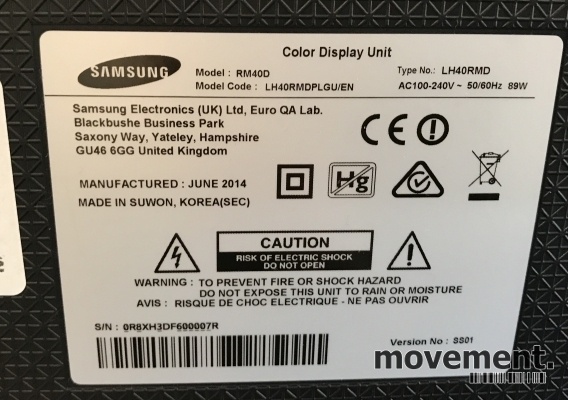 SAMSUNG
Color Display Unit
Model : RM40D Type No.: LH40RMD
Model Code : LH40RMDPLGU/EN AC100-240V ~ 50/60Hz 89W
Samsung Electronics (UK) Ltd, Euro QA Lab.
Blackbushe Business Park
Saxony Way, Yateley, Hampshire
GU46 6GG United Kingdom
CE
MANUFACTURED : JUNE 2014
MADE IN SUWON, KOREA(SEC)
Hg
CAUTION
RISK OF ELECTRIC SHOCK
DO NOT OPEN
WARNING : TO PREVENT FIRE OR SHOCK HAZARD
DO NOT EXPOSE THIS UNIT TO RAIN OR MOISTURE
AVIS : RISQUE DE CHOC ELECTRIQUE - NE PAS OUVRIR
S/N : 0R8XH3DF600007R
Version No : SS01
movement.